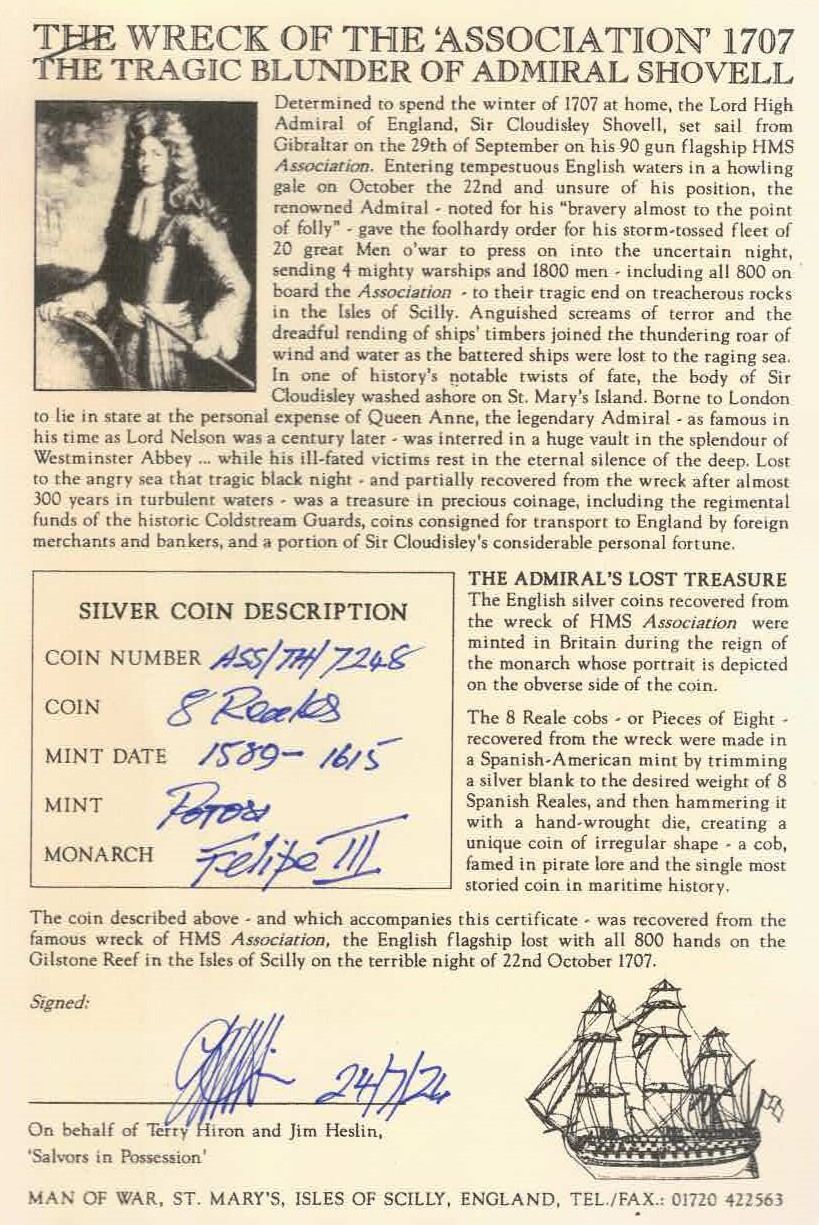 THE WRECK OF THE 'ASSOCIATION' 1707
THE TRAGIC BLUNDER OF ADMIRAL SHOVELL
Determined to spend the winter of 1707 at home, the Lord High
Admiral of England, Sir Cloudisley Shovell, set sail from
Gibraltar on the 29th of September on his 90 gun flagship HMS
Association. Entering tempestuous English waters in a howling
gale on October the 22nd and unsure of his position, the
renowned Admiral - noted for his "bravery almost to the point
of folly" - gave the foolhardy order for his storm-tossed fleet of
20 great Men o'war to press on into the uncertain night,
sending 4 mighty warships and 1800 men - including all 800 on
board the Association - to their tragic end on treacherous rocks
in the Isles of Scilly. Anguished screams of terror and the
dreadful rending of ships' timbers joined the thundering roar of
wind and water as the battered ships were lost to the raging sea.
In one of history's notable twists of fate, the body of Sir
Cloudisley washed ashore on St. Mary's Island. Borne to London
to lie in state at the personal expense of Queen Anne, the legendary Admiral - as famous in
his time as Lord Nelson was a century later - was interred in a huge vault in the splendour of
Westminster Abbey ... while his ill-fated victims rest in the eternal silence of the deep. Lost
to the angry sea that tragic black night - and partially recovered from the wreck after almost
300 years in turbulent waters - was a treasure in precious coinage, including the regimental
funds of the historic Coldstream Guards, coins consigned for transport to England by foreign
merchants and bankers, and a portion of Sir Cloudisley's considerable personal fortune.
SILVER COIN DESCRIPTION
COIN NUMBER ASS/TH/7248
COIN 8 Reales
MINT DATE 1589- 1615
MINT Potosi
MONARCH Felipe III
THE ADMIRAL'S LOST TREASURE
The English silver coins recovered from
the wreck of HMS Association were
minted in Britain during the reign of
the monarch whose portrait is depicted
on the obverse side of the coin.
The 8 Reale cobs - or Pieces of Eight -
recovered from the wreck were made in
a Spanish-American mint by trimming
a silver blank to the desired weight of 8
Spanish Reales, and then hammering it
with a hand-wrought die, creating a
unique coin of irregular shape - a cob,
famed in pirate lore and the single most
storied coin in maritime history.
The coin described above - and which accompanies this certificate - was recovered from the
famous wreck of HMS Association, the English flagship lost with all 800 hands on the
Gilstone Reef in the Isles of Scilly on the terrible night of 22nd October 1707.
Signed:
24/7/24
On behalf of Terry Hiron and Jim Heslin,
'Salvors in Possession'
MAN OF WAR, ST. MARY'S, ISLES OF SCILLY, ENGLAND, TEL./FAX.: 01720 422563